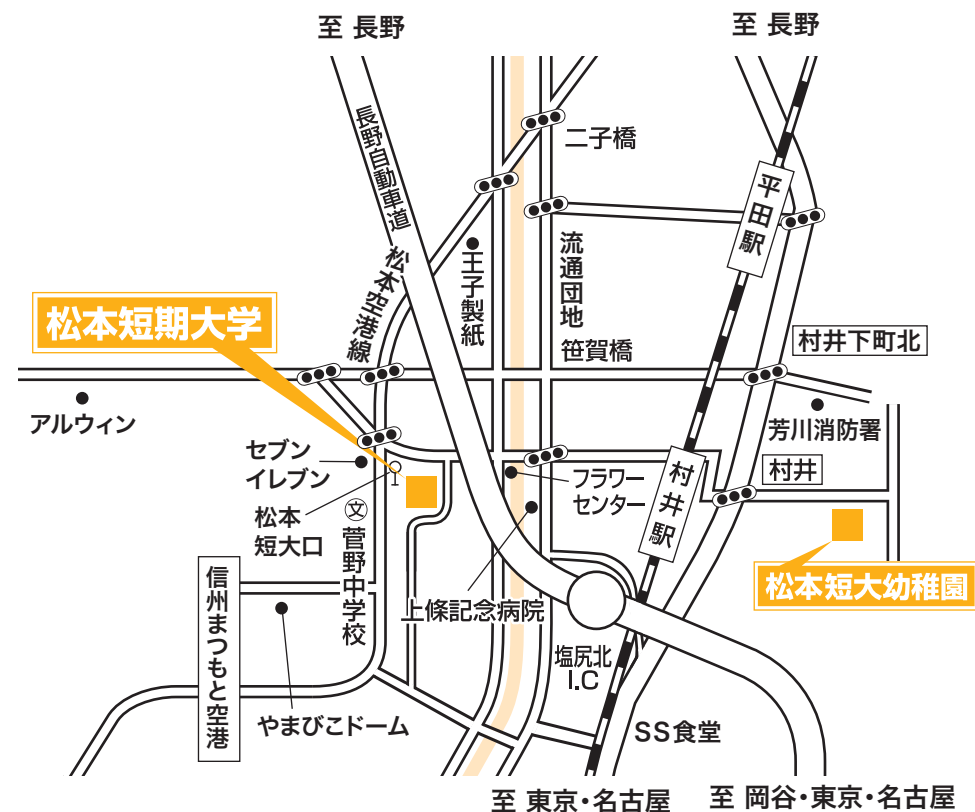 至 長野
至 長野
長野自動車道
二子橋
平田駅
松本空港線
王子製紙
流通団地
松本短期大学
笹賀橋
村井下町北
アルウィン
芳川消防署
セブン
イレブン
フラワー
センター
村井駅
村井
松本
短大口
文
菅野中学校
松本短大幼稚園
信州まつもと空港
上條記念病院
塩尻北
I.C
やまびこドーム
SS食堂
至 東京・名古屋
至 岡谷・東京・名古屋